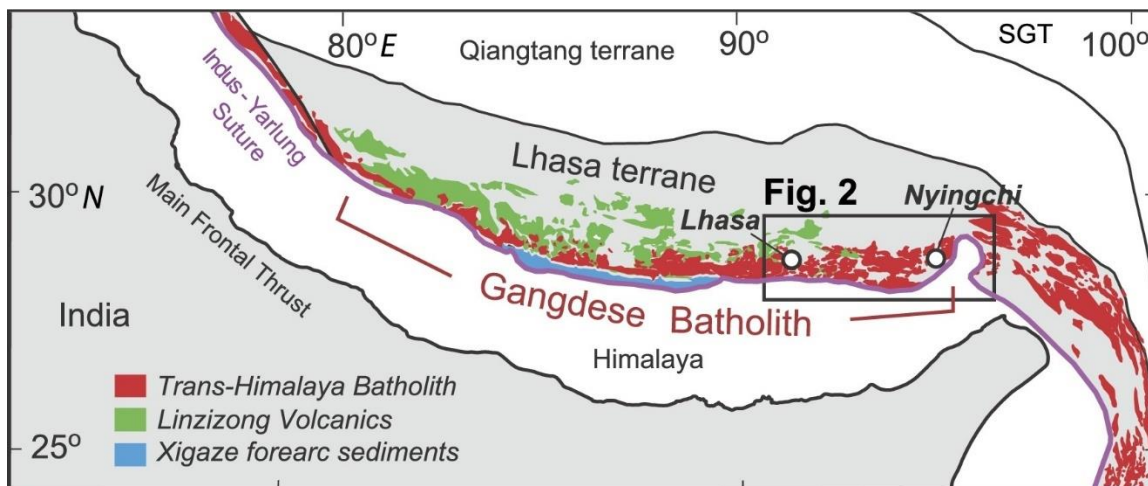 80° E
90°
100°
SGT
Qiangtang terrane
Indus - Yarlung
Suture
Lhasa terrane
30° N
Main Frontal Thrust
Fig. 2
Lhasa
Nyingchi
Gangdese Batholith
India
Himalaya
Trans-Himalaya Batholith
Linzizong Volcanics
25°
Xigaze forearc sediments